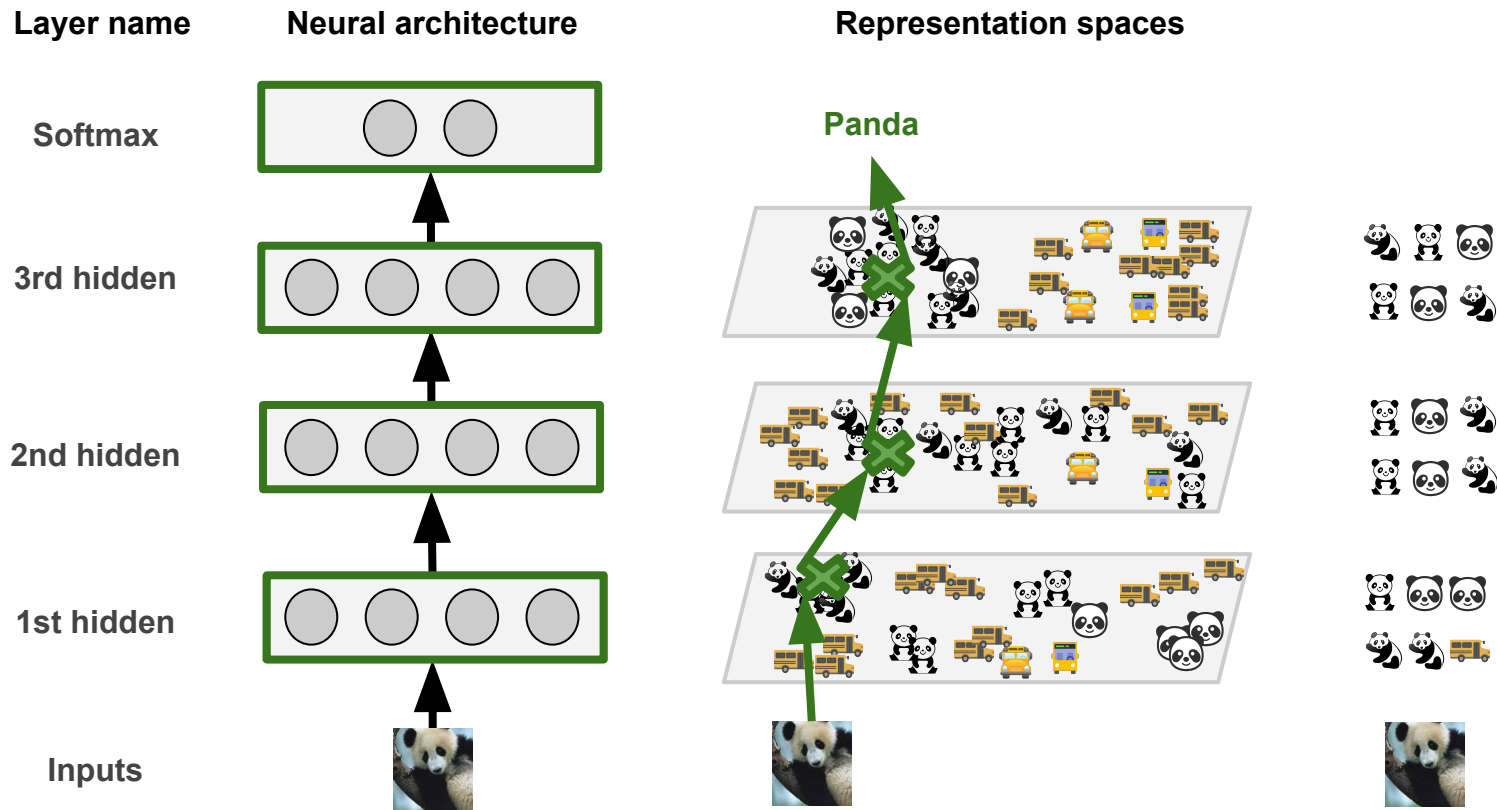 Layer name
Neural architecture
Representation spaces
Softmax
Panda
3rd hidden
2nd hidden
1st hidden
Inputs